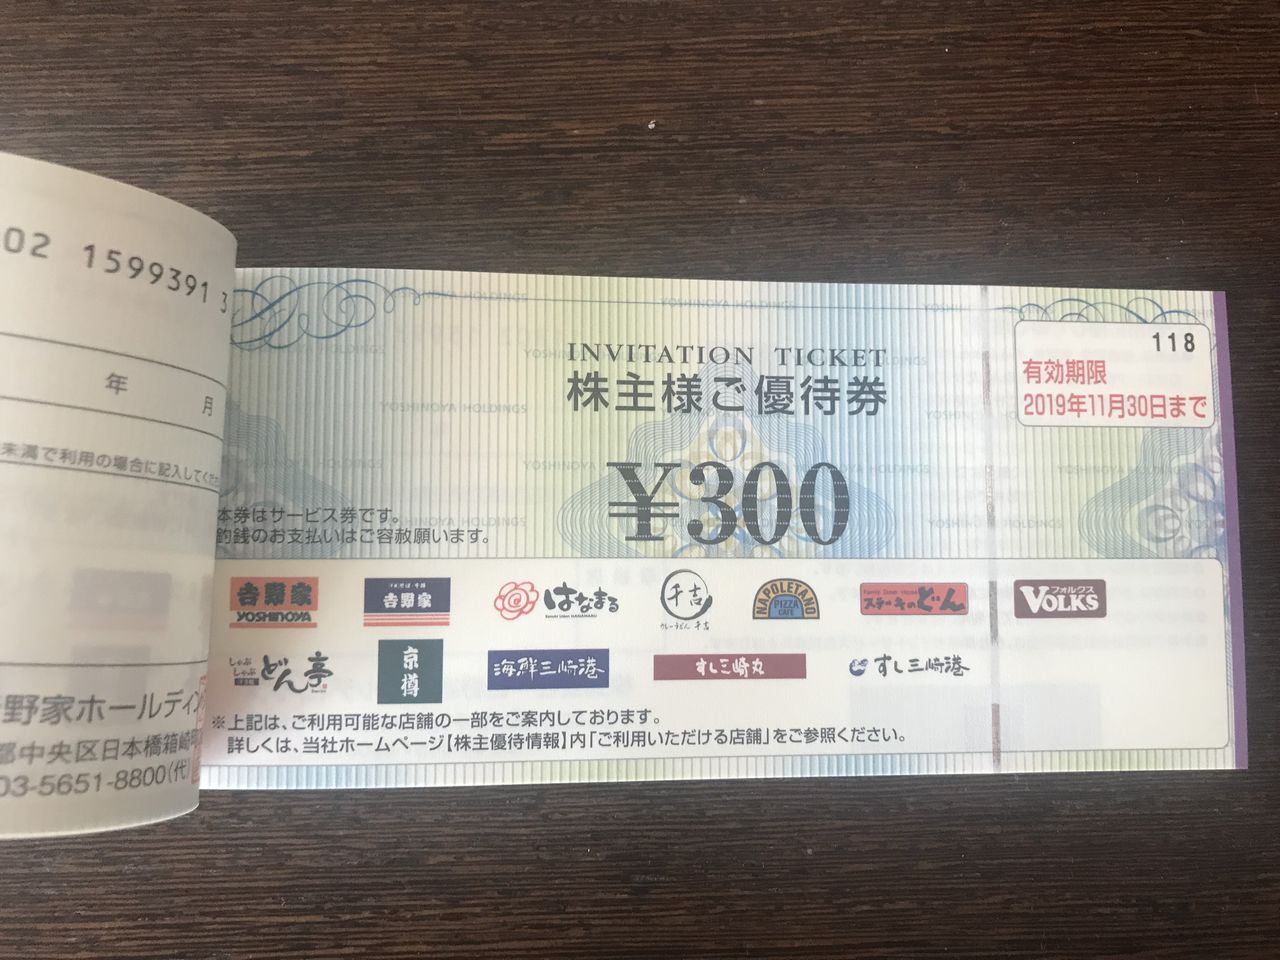 02 1599391 3
年
月
未満で利用の場合に記入してくだ
野家ホールディン
都中央区日本橋箱崎
03-5651-8800(代)
YOSHINOYA HOLDINGS
INVITATION TICKET
株主様ご優待券
¥300
118
有効期限
2019年11月30日まで
本券はサービス券です。
釣銭のお支払いはご容赦願います。
吉野家
YOSHINOYA
吉野家
はなまる
千吉
カレーうどん 千吉
NAPOLETANO
PIZZA
CAFE
ステーキのどん
フォルクス
VOLKS
しゃぶ
しゃぶ
どん亭
京樽
海鮮三崎港
すし三崎丸
すし三崎港
※上記は、ご利用可能な店舗の一部をご案内しております。
詳しくは、当社ホームページ【株主優待情報】内「ご利用いただける店舗」をご参照ください。